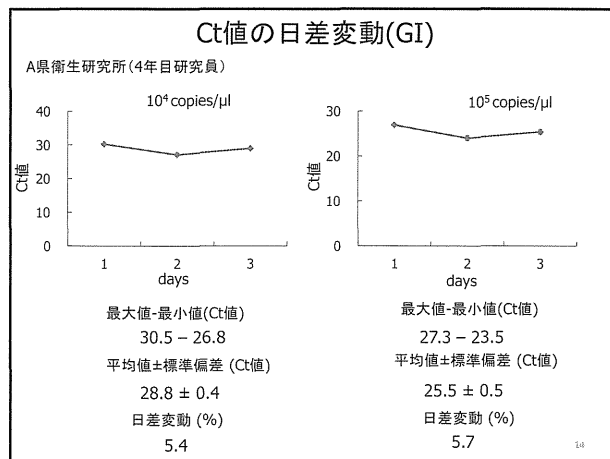 Ct値の日差変動(GI)
A県衛生研究所(4年目研究員)
10⁴ copies/µl
40
30
20
10
0
Ct値
1 2 3
days
最大値-最小値(Ct値)
30.5 – 26.8
平均値±標準偏差 (Ct値)
28.8 ± 0.4
日差変動 (%)
5.4
10⁵ copies/µl
30
20
10
0
Ct値
1 2 3
days
最大値-最小値(Ct値)
27.3 – 23.5
平均値±標準偏差 (Ct値)
25.5 ± 0.5
日差変動 (%)
5.7